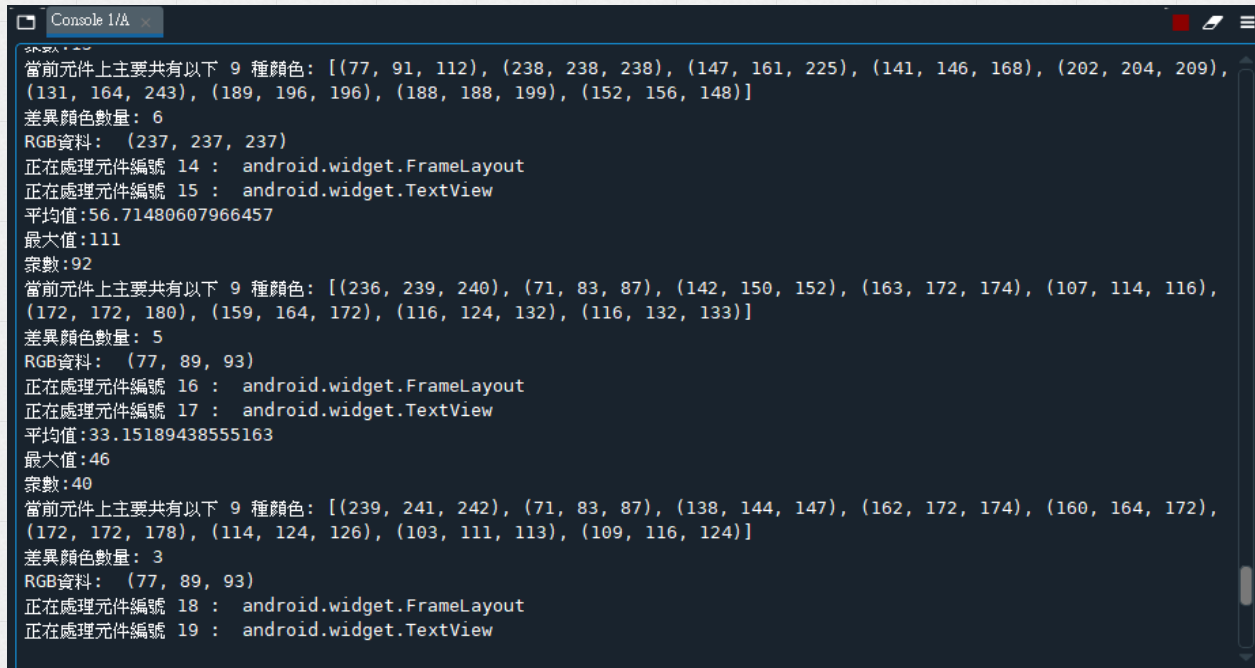 Console 1/A
當前元件上主要共有以下 9 種顏色: [(77, 91, 112), (238, 238, 238), (147, 161, 225), (141, 146, 168), (202, 204, 209),
(131, 164, 243), (189, 196, 196), (188, 188, 199), (152, 156, 148)]
差異顏色數量: 6
RGB資料:  (237, 237, 237)
正在處理元件編號 14 :  android.widget.FrameLayout
正在處理元件編號 15 :  android.widget.TextView
平均值:56.71480607966457
最大值:111
眾數:92
當前元件上主要共有以下 9 種顏色: [(236, 239, 240), (71, 83, 87), (142, 150, 152), (163, 172, 174), (107, 114, 116),
(172, 172, 180), (159, 164, 172), (116, 124, 132), (116, 132, 133)]
差異顏色數量: 5
RGB資料:  (77, 89, 93)
正在處理元件編號 16 :  android.widget.FrameLayout
正在處理元件編號 17 :  android.widget.TextView
平均值:33.15189438555163
最大值:46
眾數:40
當前元件上主要共有以下 9 種顏色: [(239, 241, 242), (71, 83, 87), (138, 144, 147), (162, 172, 174), (160, 164, 172),
(172, 172, 178), (114, 124, 126), (103, 111, 113), (109, 116, 124)]
差異顏色數量: 3
RGB資料:  (77, 89, 93)
正在處理元件編號 18 :  android.widget.FrameLayout
正在處理元件編號 19 :  android.widget.TextView